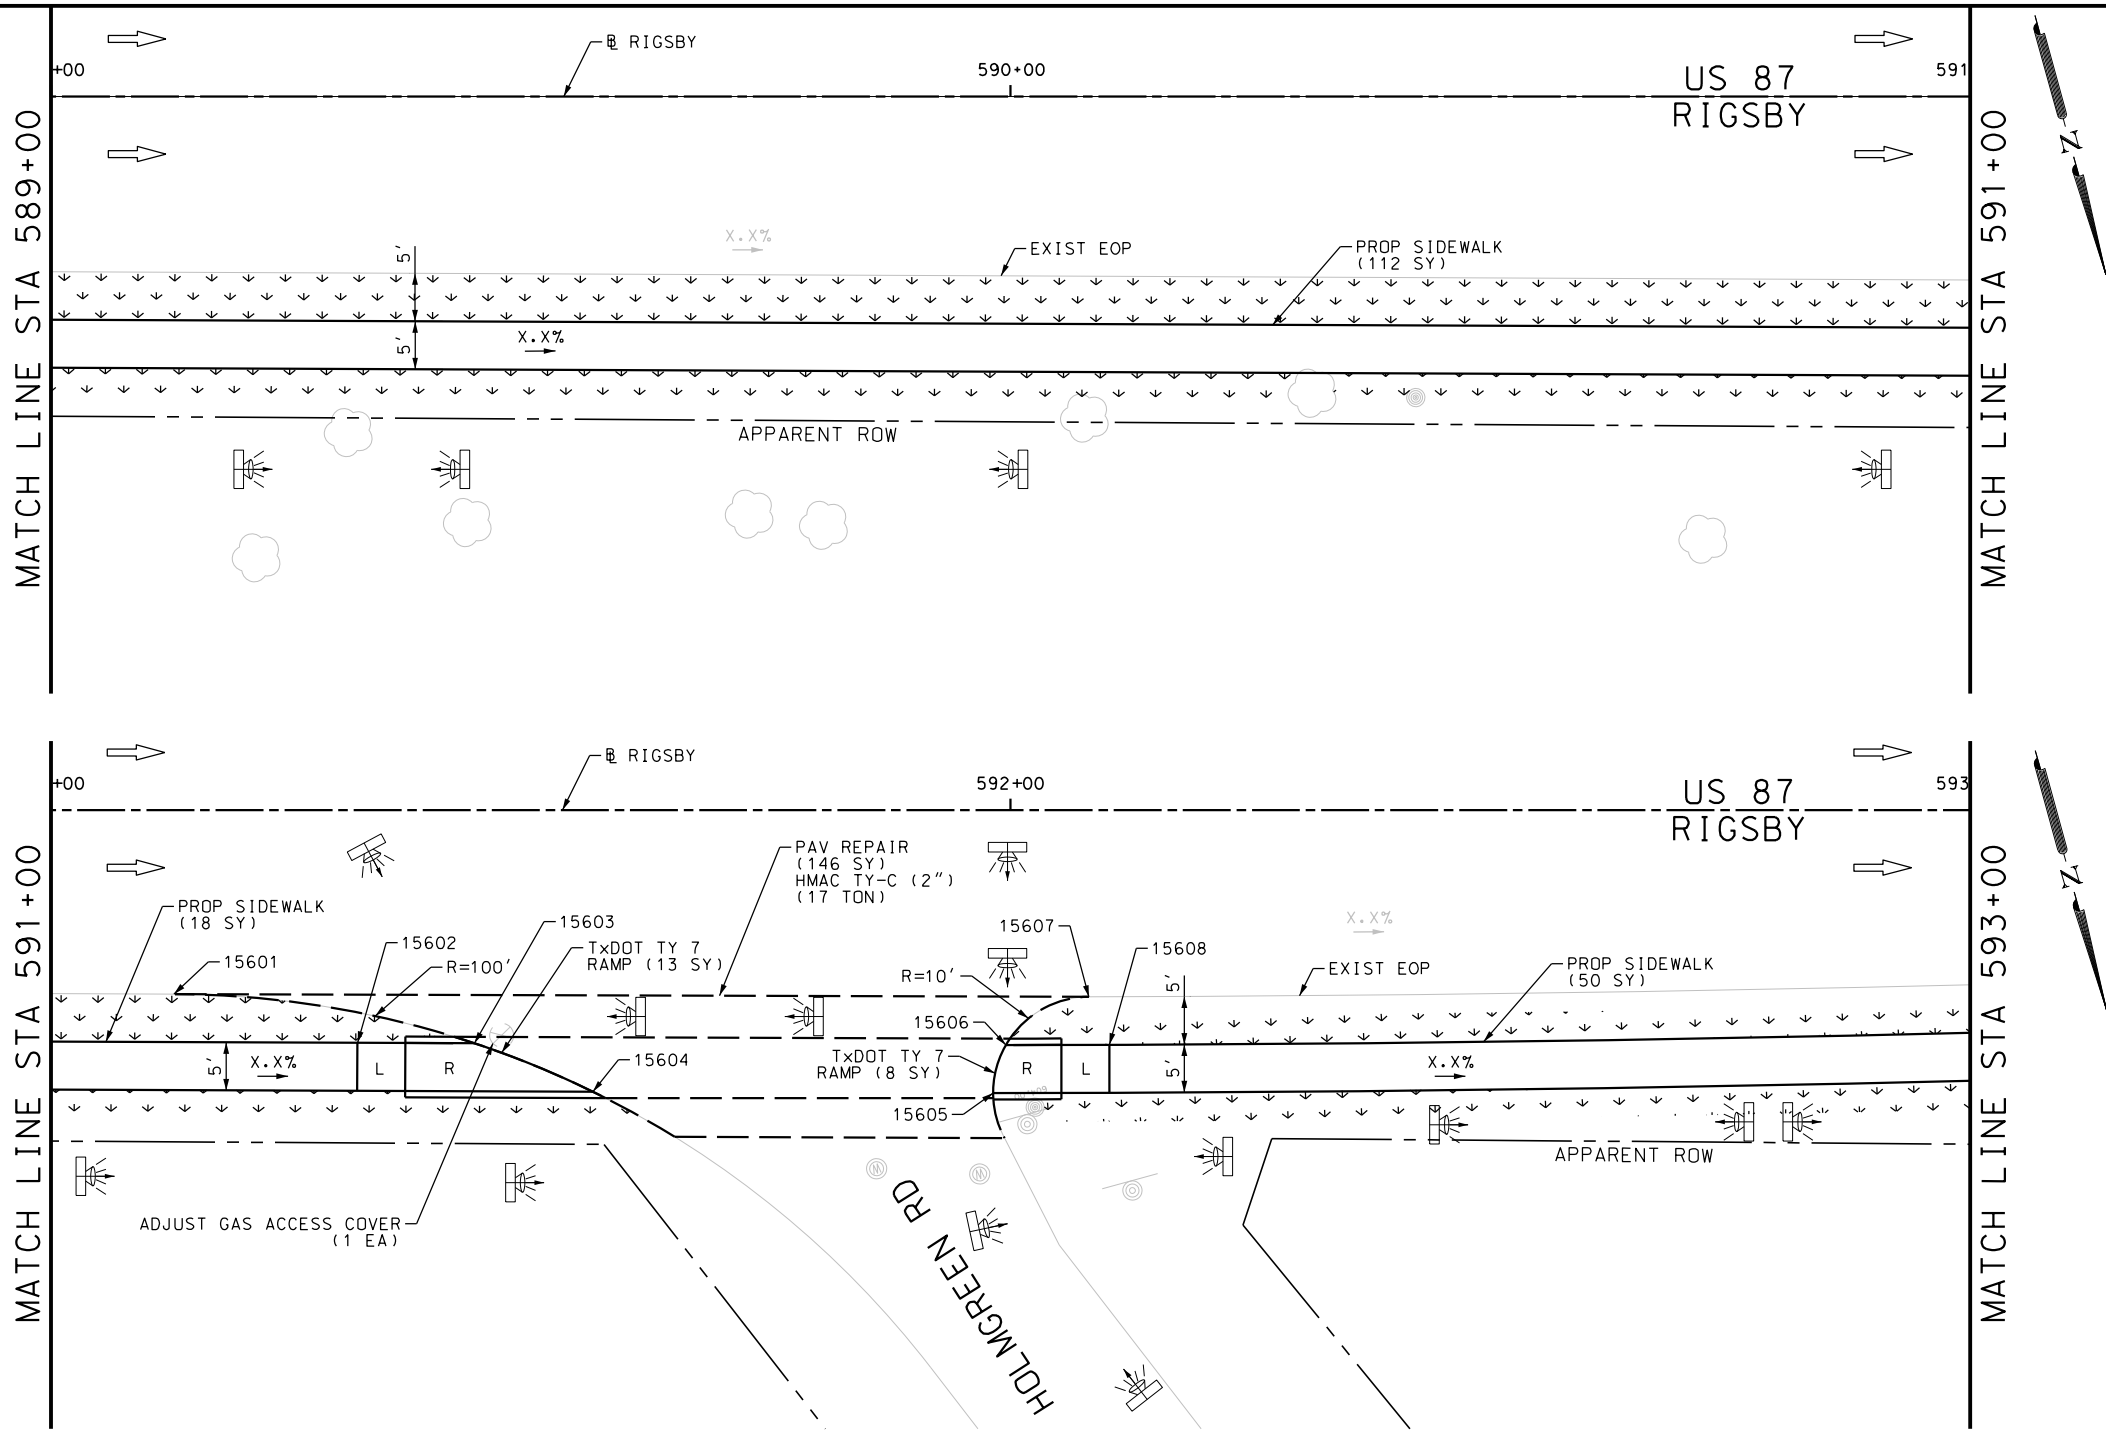 ℄ RIGSBY
+00
590+00
591
US 87
RIGSBY
MATCH LINE STA 589+00
MATCH LINE STA 591+00
N
X.X%
5'
EXIST EOP
PROP SIDEWALK
(112 SY)
5'
X.X%
APPARENT ROW
℄ RIGSBY
+00
592+00
593
US 87
RIGSBY
MATCH LINE STA 591+00
MATCH LINE STA 593+00
N
PAV REPAIR
(146 SY)
HMAC TY-C (2")
(17 TON)
PROP SIDEWALK
(18 SY)
15601
15602
R=100'
15603
TxDOT TY 7
RAMP (13 SY)
15607
R=10'
15608
X.X%
EXIST EOP
PROP SIDEWALK
(50 SY)
5'
15606
5'
X.X%
L
R
15604
TxDOT TY 7
RAMP (8 SY)
R
L
5'
X.X%
15605
APPARENT ROW
ADJUST GAS ACCESS COVER
(1 EA)
HOLMGREEN RD